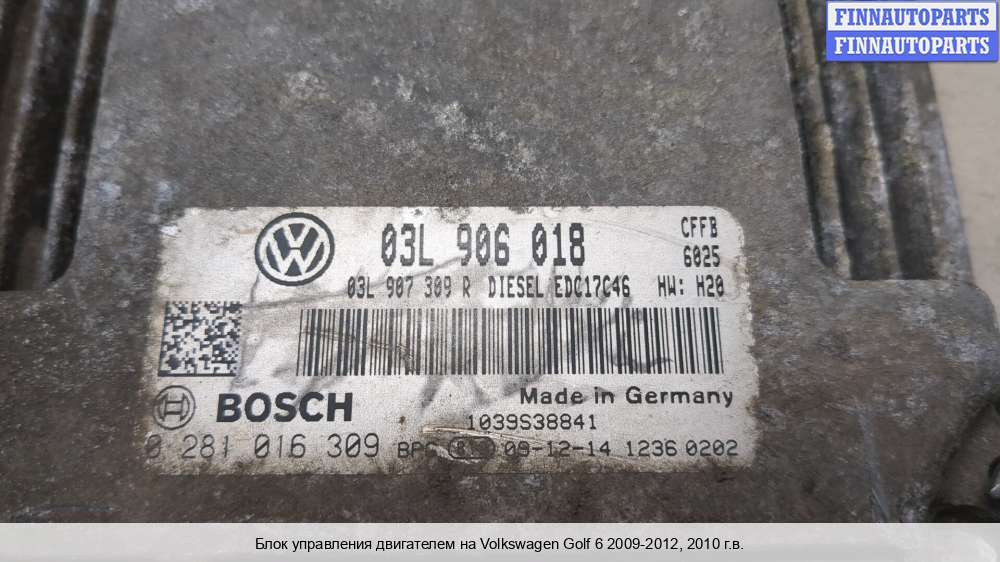 FINNAUTOPARTS
FINNAUTOPARTS
03L 906 018
CFFB
6025
03L 907 309 R DIESEL EDC17C46 HW: H20
BOSCH
Made in Germany
1039S38841
0 281 016 309 09-12-14 1236 0202
Блок управления двигателем на Volkswagen Golf 6 2009-2012, 2010 г.в.